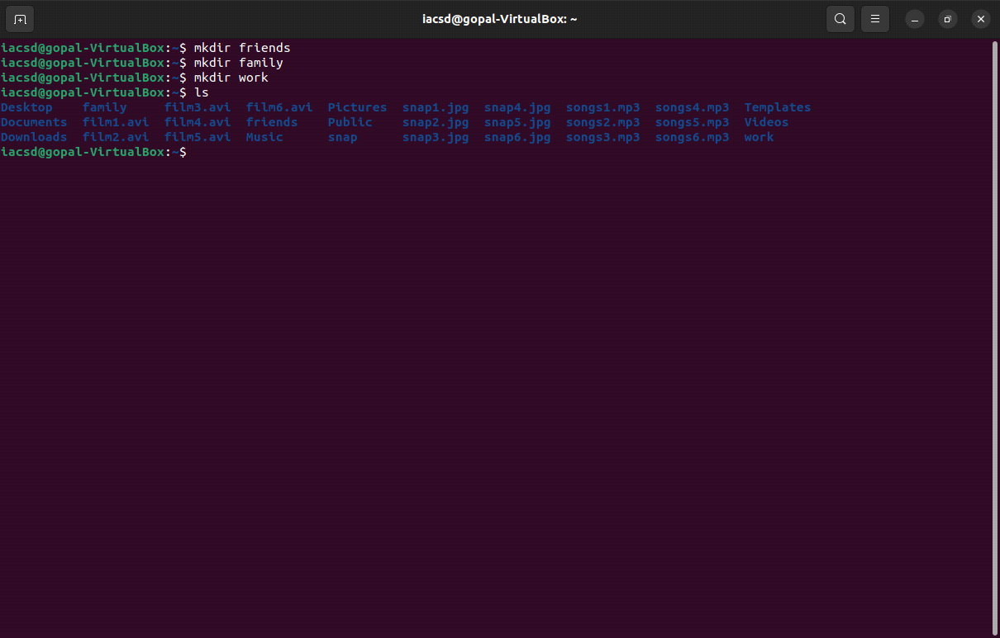 iacsd@gopal-VirtualBox: ~
iacsd@gopal-VirtualBox:~$ mkdir friends
iacsd@gopal-VirtualBox:~$ mkdir family
iacsd@gopal-VirtualBox:~$ mkdir work
iacsd@gopal-VirtualBox:~$ ls
Desktop    family     film3.avi  film6.avi  Pictures  snap1.jpg  snap4.jpg  songs1.mp3  songs4.mp3  Templates
Documents  film1.avi  film4.avi  friends    Public    snap2.jpg  snap5.jpg  songs2.mp3  songs5.mp3  Videos
Downloads  film2.avi  film5.avi  Music      snap      snap3.jpg  snap6.jpg  songs3.mp3  songs6.mp3  work
iacsd@gopal-VirtualBox:~$